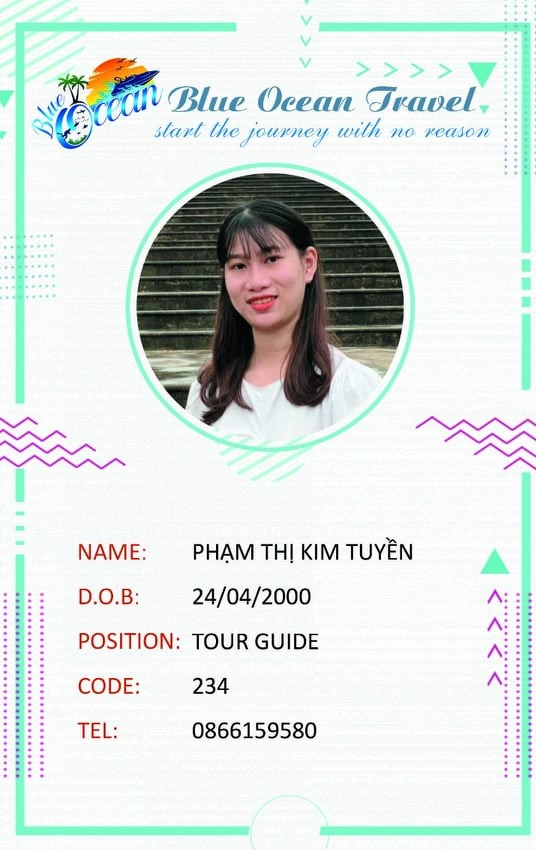 Blue Ocean
Blue Ocean Travel
start the journey with no reason
NAME: PHẠM THỊ KIM TUYỀN
D.O.B: 24/04/2000
POSITION: TOUR GUIDE
CODE: 234
TEL: 0866159580